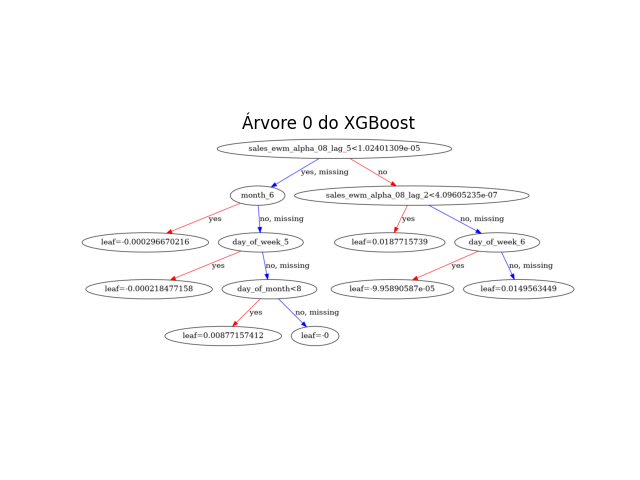 Árvore 0 do XGBoost
sales_ewm_alpha_08_lag_5<1.02401309e-05
yes, missing
no
month_6
sales_ewm_alpha_08_lag_2<4.09605235e-07
yes
no, missing
yes
no, missing
leaf=-0.000296670216
day_of_week_5
leaf=0.0187715739
day_of_week_6
yes
no, missing
yes
no, missing
leaf=-0.000218477158
day_of_month<8
leaf=-9.95890587e-05
leaf=0.0149563449
yes
no, missing
leaf=0.00877157412
leaf=-0